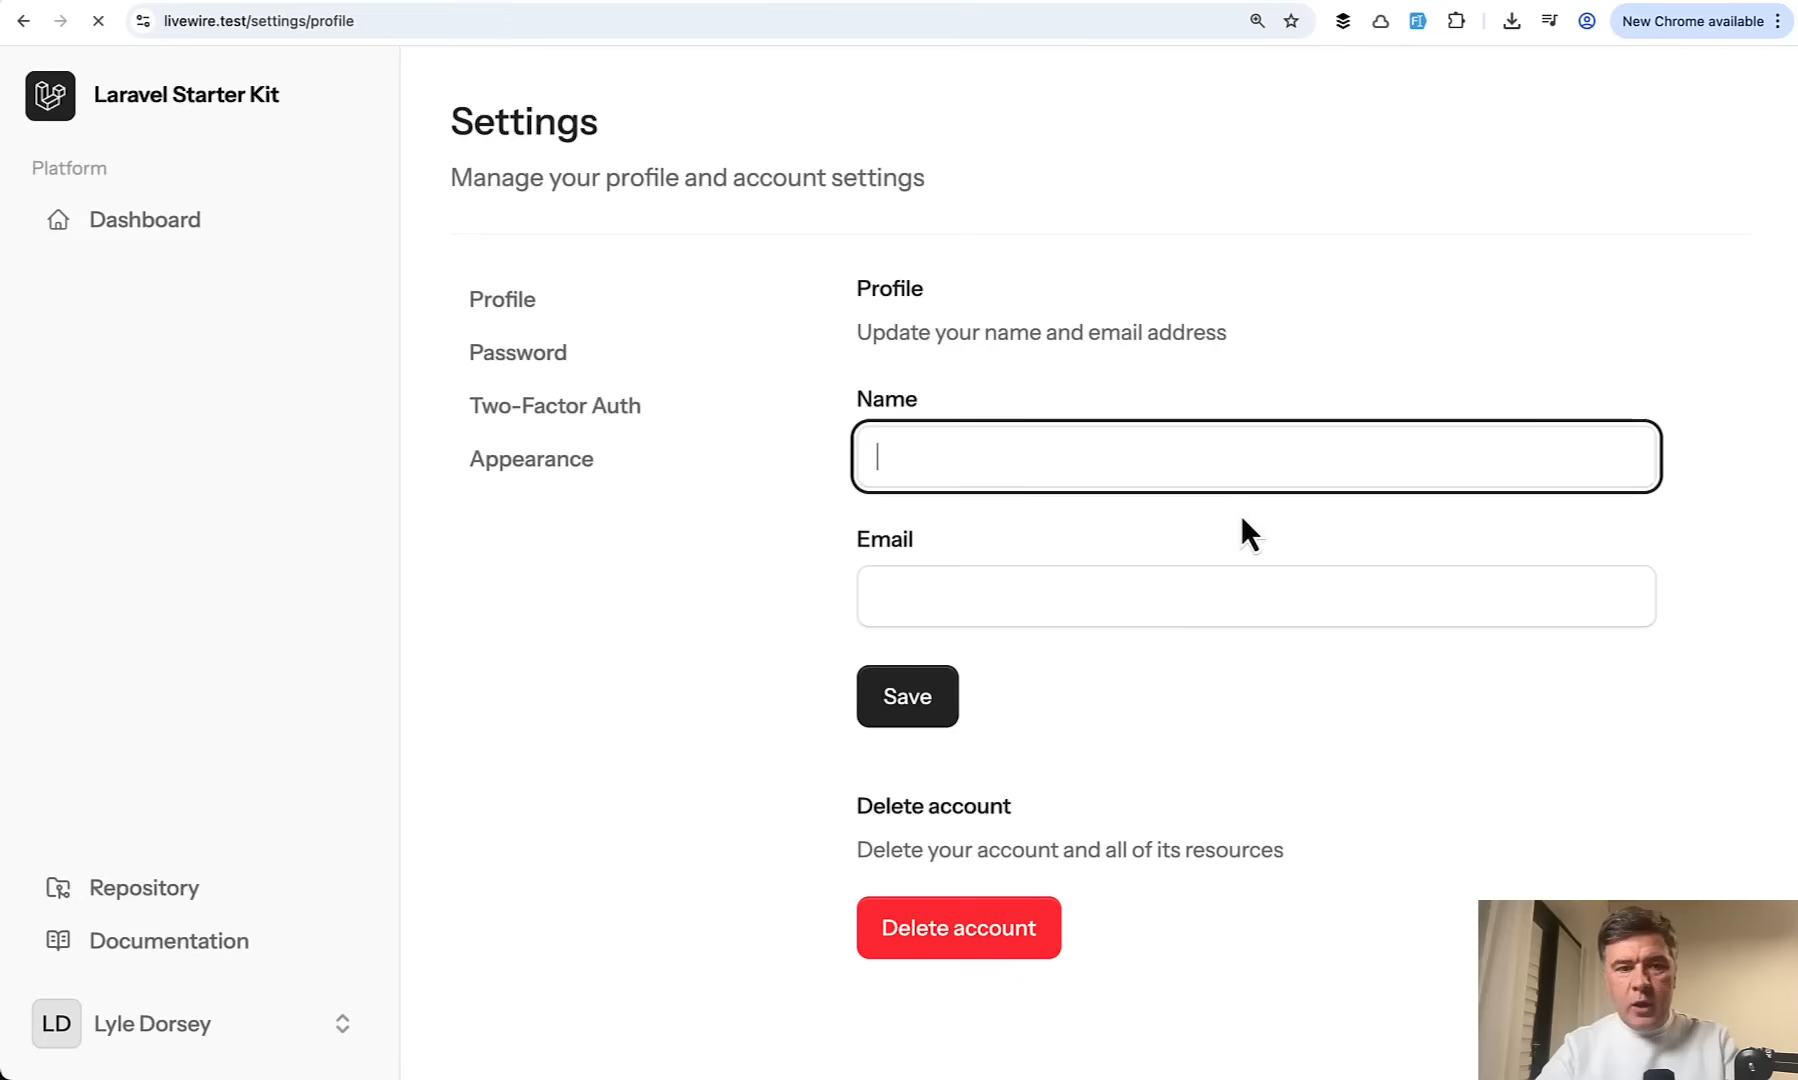 livewire.test/settings/profile
New Chrome available
Laravel Starter Kit
Platform
Dashboard
Settings
Manage your profile and account settings
Profile
Password
Two-Factor Auth
Appearance
Profile
Update your name and email address
Name
Email
Save
Delete account
Delete your account and all of its resources
Delete account
Repository
Documentation
LD
Lyle Dorsey